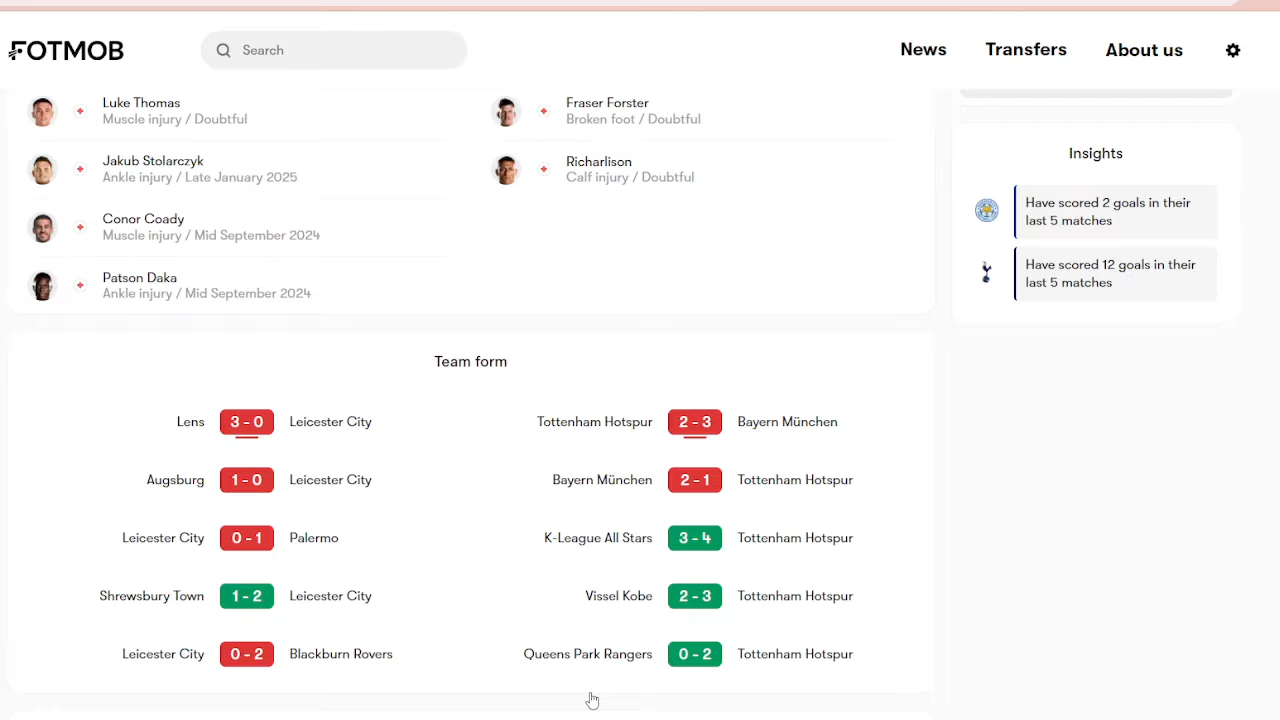 FOTMOB
Search
News
Transfers
About us
Luke Thomas
Muscle injury / Doubtful
Jakub Stolarczyk
Ankle injury / Late January 2025
Conor Coady
Muscle injury / Mid September 2024
Patson Daka
Ankle injury / Mid September 2024
Fraser Forster
Broken foot / Doubtful
Richarlison
Calf injury / Doubtful
Insights
Have scored 2 goals in their
last 5 matches
Have scored 12 goals in their
last 5 matches
Team form
Lens 3 - 0 Leicester City
Augsburg 1 - 0 Leicester City
Leicester City 0 - 1 Palermo
Shrewsbury Town 1 - 2 Leicester City
Leicester City 0 - 2 Blackburn Rovers
Tottenham Hotspur 2 - 3 Bayern München
Bayern München 2 - 1 Tottenham Hotspur
K-League All Stars 3 - 4 Tottenham Hotspur
Vissel Kobe 2 - 3 Tottenham Hotspur
Queens Park Rangers 0 - 2 Tottenham Hotspur